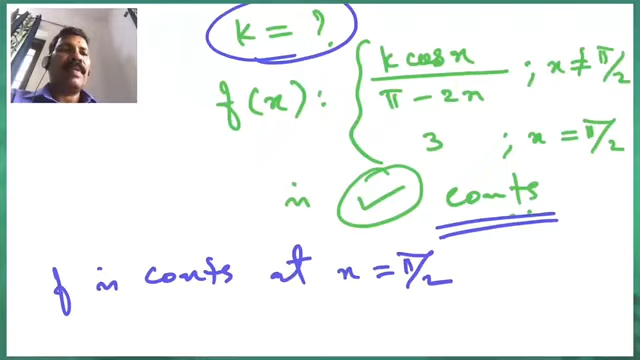 k = ?
f(x) : { k cos x / π - 2x ; x ≠ π/2
3 ; x = π/2
is ✓ conts
f is conts at x = π/2